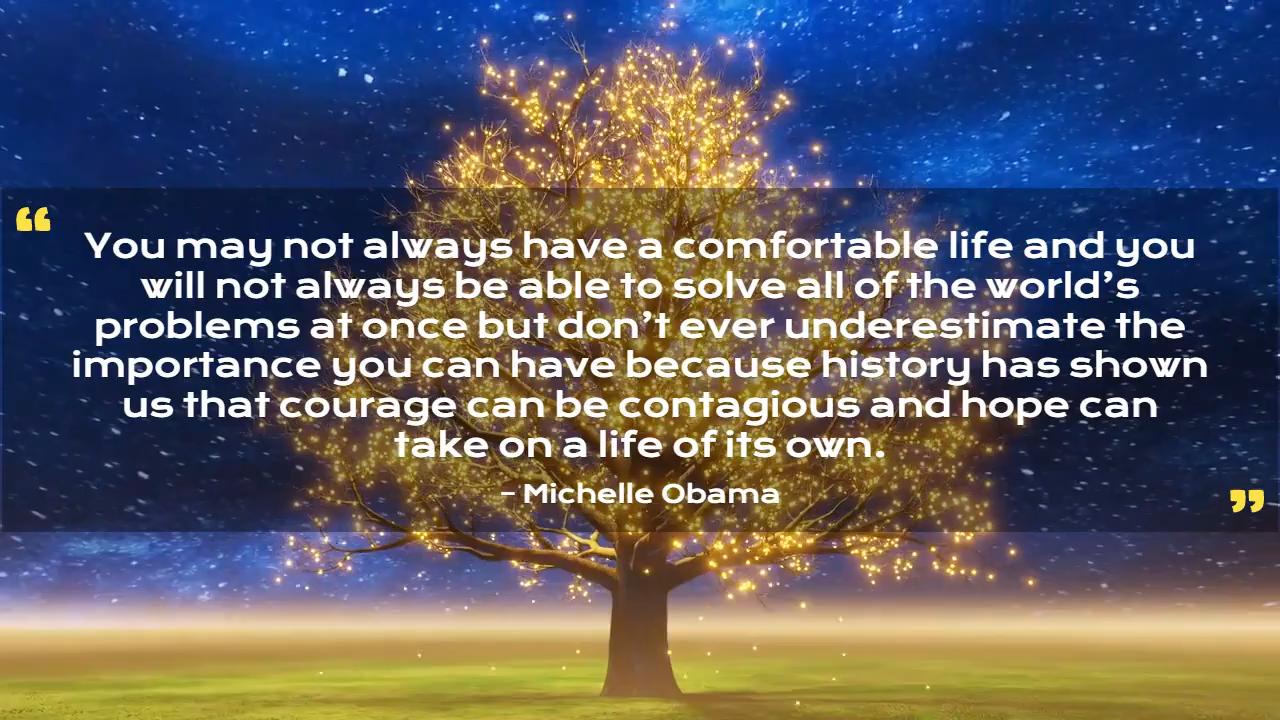 “
You may not always have a comfortable life and you
will not always be able to solve all of the world’s
problems at once but don’t ever underestimate the
importance you can have because history has shown
us that courage can be contagious and hope can
take on a life of its own.
– Michelle Obama
”